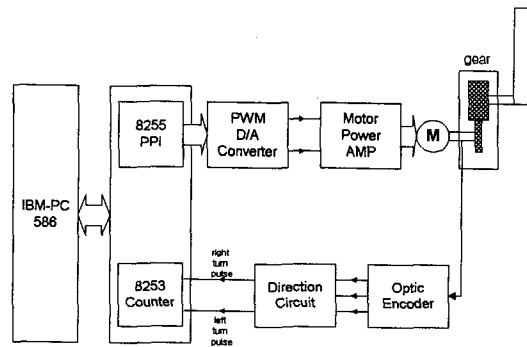 gear
8255
PPI
PWM
D/A
Converter
Motor
Power
AMP
M
IBM-PC
586
right
turn
pulse
8253
Counter
Direction
Circuit
Optic
Encoder
left
turn
pulse